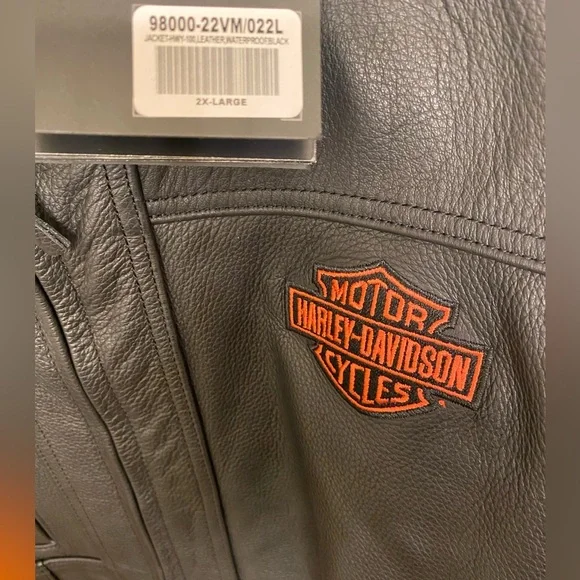 98000-22VM/022L
JACKET-HWY-100,LEATHER,WATERPROOF,BLACK
2X-LARGE
MOTOR
HARLEY-DAVIDSON
CYCLES